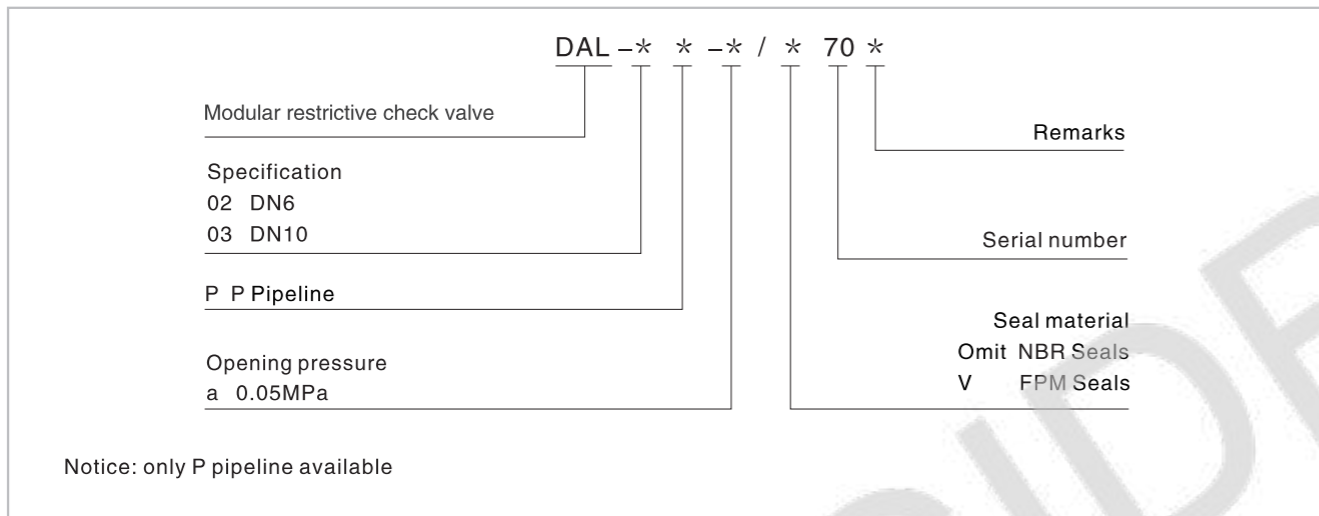 DAL -* * -* / * 70 *
Modular restrictive check valve
Remarks
Specification
02 DN6
03 DN10
Serial number
P P Pipeline
Seal material
Omit NBR Seals
V FPM Seals
Opening pressure
a 0.05MPa
Notice: only P pipeline available